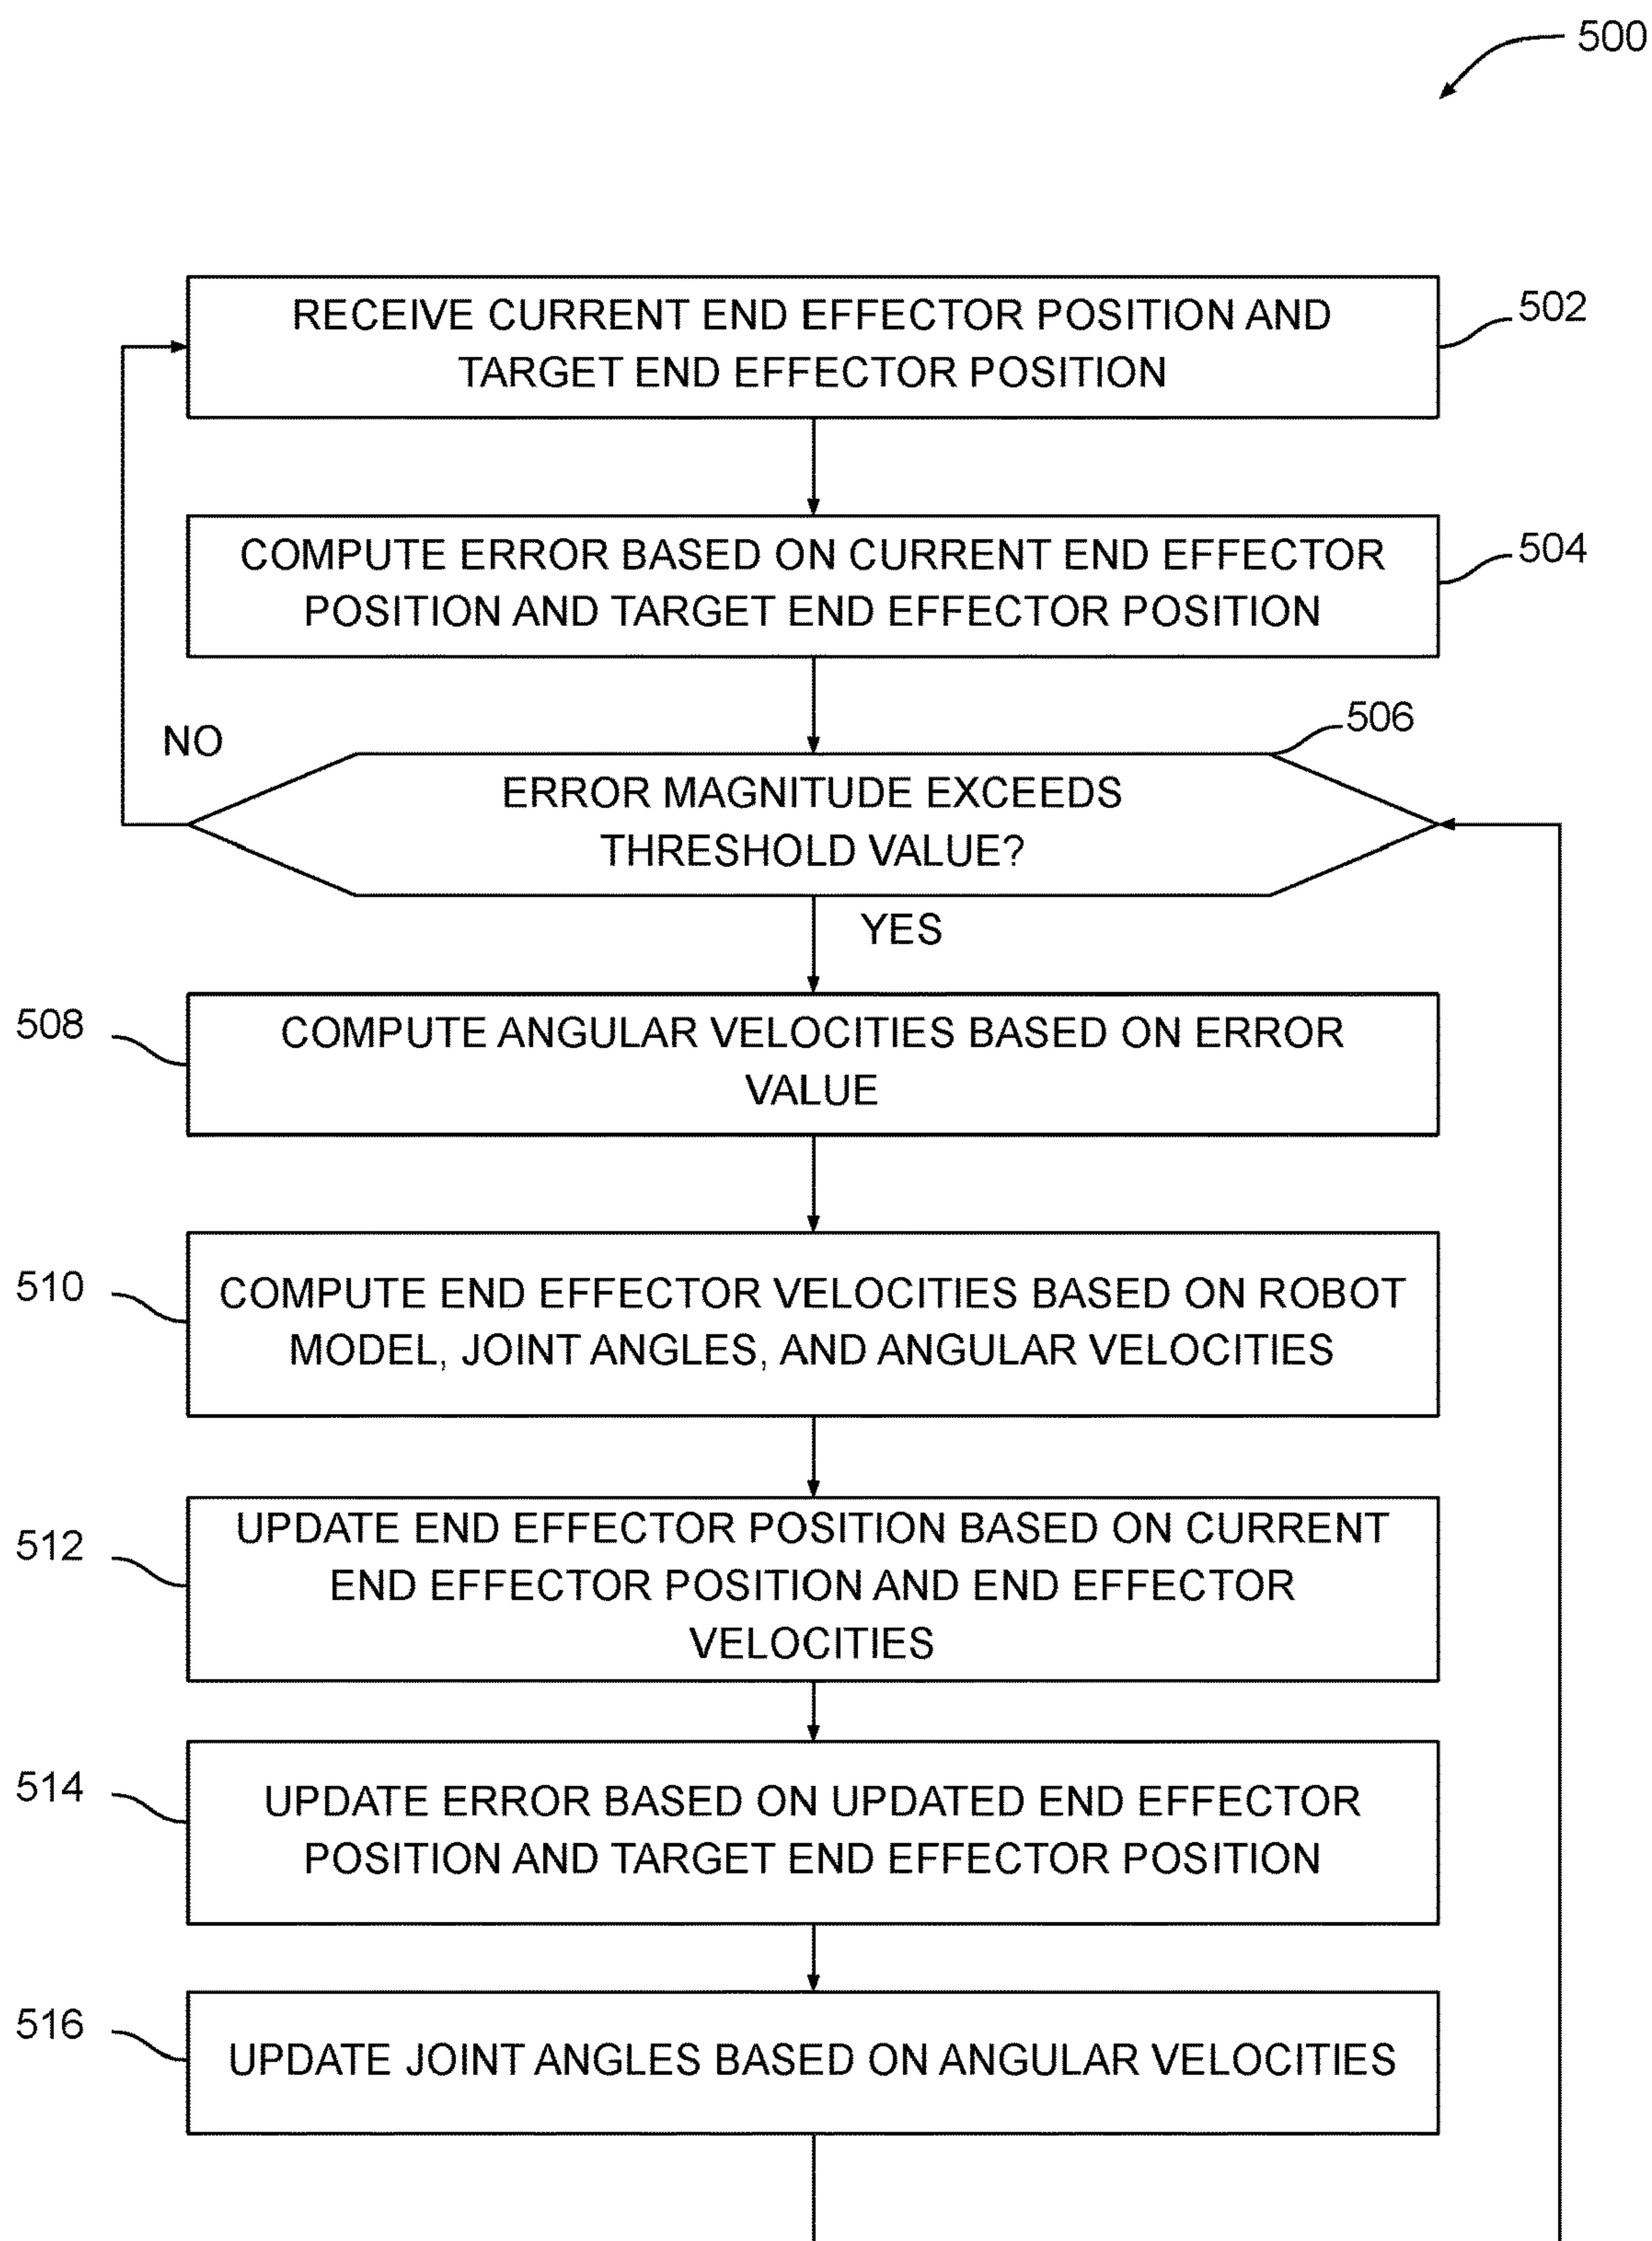 500
RECEIVE CURRENT END EFFECTOR POSITION AND
TARGET END EFFECTOR POSITION
502
COMPUTE ERROR BASED ON CURRENT END EFFECTOR
POSITION AND TARGET END EFFECTOR POSITION
504
NO
506
ERROR MAGNITUDE EXCEEDS
THRESHOLD VALUE?
YES
508
COMPUTE ANGULAR VELOCITIES BASED ON ERROR
VALUE
510
COMPUTE END EFFECTOR VELOCITIES BASED ON ROBOT
MODEL, JOINT ANGLES, AND ANGULAR VELOCITIES
512
UPDATE END EFFECTOR POSITION BASED ON CURRENT
END EFFECTOR POSITION AND END EFFECTOR
VELOCITIES
514
UPDATE ERROR BASED ON UPDATED END EFFECTOR
POSITION AND TARGET END EFFECTOR POSITION
516
UPDATE JOINT ANGLES BASED ON ANGULAR VELOCITIES